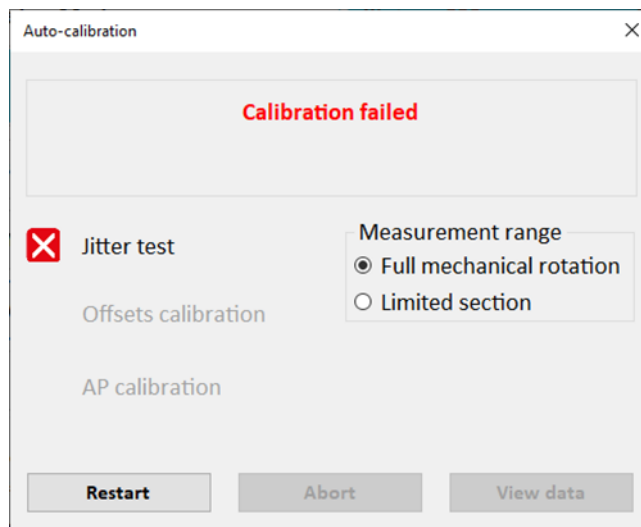 Auto-calibration
Calibration failed
Jitter test
Measurement range
Full mechanical rotation
Limited section
Offsets calibration
AP calibration
Restart
Abort
View data